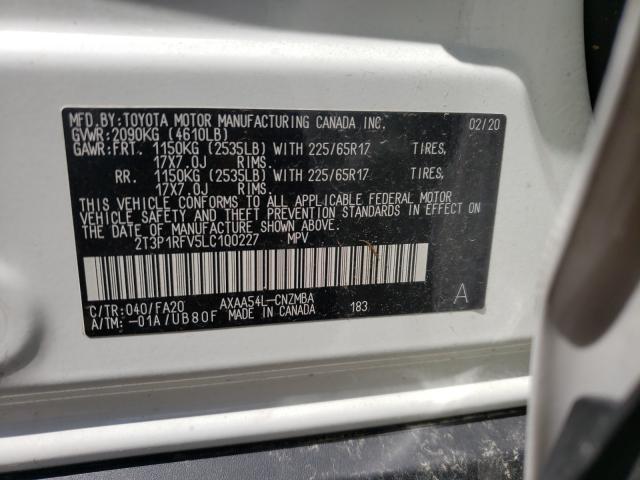 MFD.BY:TOYOTA MOTOR MANUFACTURING CANADA INC. 02/20
GVWR:2090KG (4610LB)
GAWR:FRT. 1150KG (2535LB) WITH 225/65R17 TIRES,
17X7.0J RIMS.
RR. 1150KG (2535LB) WITH 225/65R17 TIRES,
17X7.0J RIMS.
THIS VEHICLE CONFORMS TO ALL APPLICABLE FEDERAL MOTOR
VEHICLE SAFETY AND THEFT PREVENTION STANDARDS IN EFFECT ON
THE DATE OF MANUFACTURE SHOWN ABOVE.
2T3P1RFV5LC100227 MPV
C/TR:040/FA20 AXAA54L-CNZMBA 183 A
A/TM:-01A/UB80F MADE IN CANADA